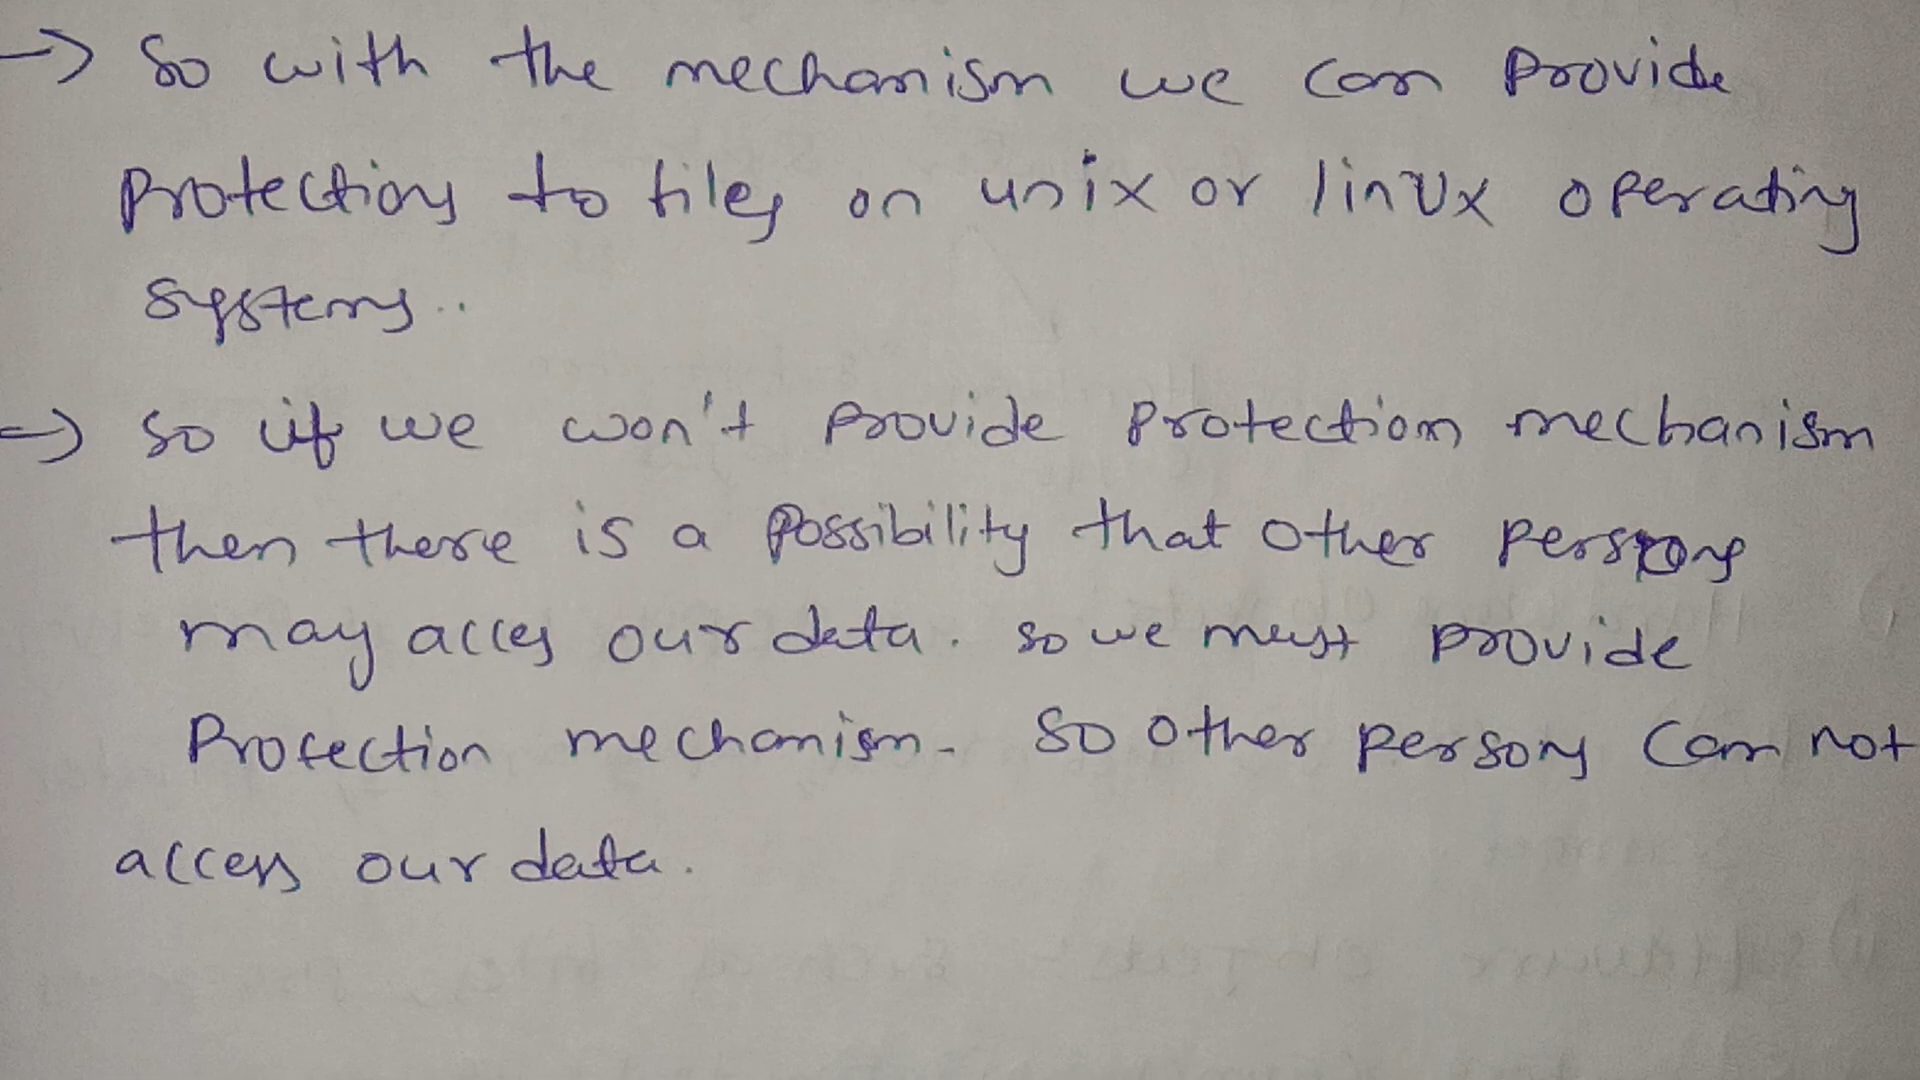 → So with the mechanism we can provide
protections to files on unix or linux operating
systems..
⇒ so if we won't provide protection mechanism
then there is a possibility that other persons
may acces our data. so we must provide
Protection mechanism. So other persons can not
access our data.